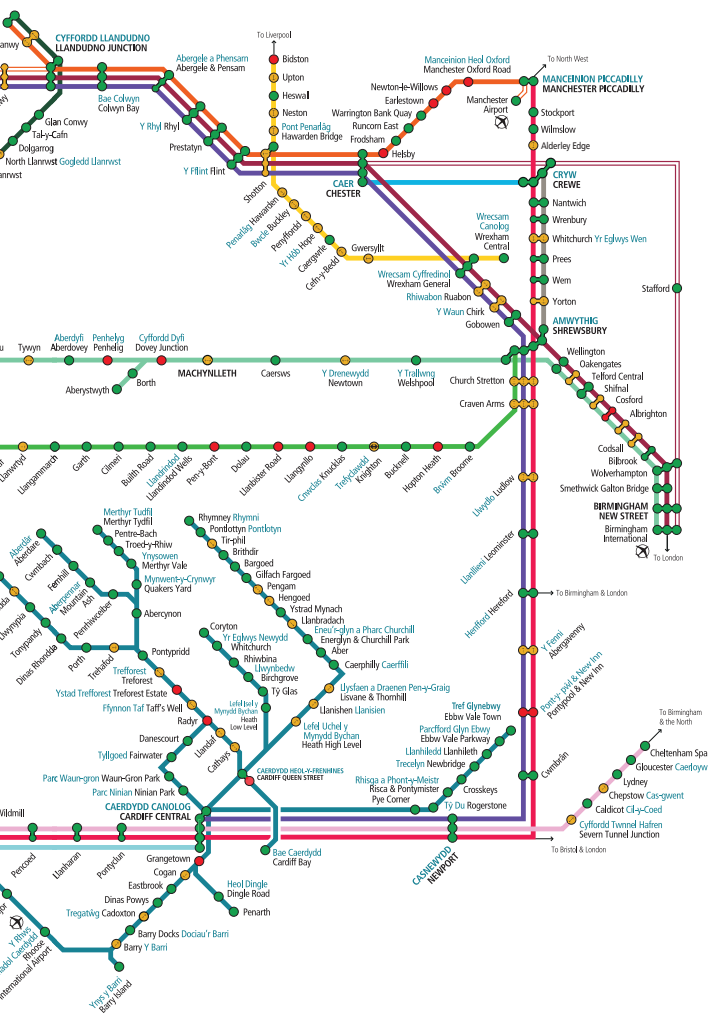 CYFFORDD LLANDUDNO
LLANDUDNO JUNCTION
To Liverpool
Abergele a Phensarn
Abergele & Pensarn
Bae Colwyn
Colwyn Bay
Glan Conwy
Tal-y-Cafn
Dolgarrog
North Llanrwst Gogledd Llanrwst
Y Rhyl Rhyl
Prestatyn
Y Fflint Flint
Shotton
Bidston
Upton
Heswall
Neston
Pont Penarlâg
Hawarden Bridge
Manceinion Heol Oxford
Manchester Oxford Road
Newton-le-Willows
Earlestown
Warrington Bank Quay
Runcorn East
Frodsham
Helsby
To North West
MANCEINION PICCADILLY
MANCHESTER PICCADILLY
Manchester
Airport
Stockport
Wilmslow
Alderley Edge
CAER
CHESTER
CRYW
CREWE
Nantwich
Wrenbury
Whitchurch Yr Eglwys Wen
Prees
Wem
Yorton
Stafford
AMWYTHIG
SHREWSBURY
Penarlâg Hawarden
Bwcle Buckley
Penyffordd
Yr Hôb Hope
Caergwrle
Cefn-y-Bedd
Gwersyllt
Wrecsam
Canolog
Wrexham
Central
Wrecsam Cyffredinol
Wrexham General
Rhiwabon Ruabon
Y Waun Chirk
Gobowen
Tywyn
Aberdyfi
Aberdovey
Penhelyg
Penhelig
Cyffordd Dyfi
Dovey Junction
Borth
Aberystwyth
MACHYNLLETH
Caersws
Y Drenewydd
Newtown
Y Trallwng
Welshpool
Church Stretton
Craven Arms
Wellington
Oakengates
Telford Central
Shifnal
Cosford
Albrighton
Codsall
Bilbrook
Wolverhampton
Smethwick Galton Bridge
BIRMINGHAM
NEW STREET
Birmingham
International
To London
Llanwrtyd
Llangammarch
Garth
Cilmeri
Builth Road
Llandrindod
Llandindod Wells
Pen-y-Bont
Dolau
Llanbister Road
Llangynllo
Cnwclas Knucklas
Trefyclawdd
Knighton
Bucknell
Hopton Heath
Brwyn Broome
Llwydlo Ludlow
Llanllieni Leominster
Henffordd Hereford
To Birmingham & London
Y Fenni
Abergavenny
Pont-y-pŵl & New Inn
Pontypool & New Inn
Cwmbrân
Aberdâr
Aberdare
Cwmbach
Fernhill
Aberpennar
Mountain
Ash
Penrhiwceiber
Merthyr Tudfil
Merthyr Tydfil
Pentre-Bach
Troed-y-Rhiw
Ynysowen
Merthyr Vale
Mynwent-y-Crynwyr
Quakers Yard
Abercynon
Llwynypia
Tonypandy
Dinas Rhondda
Porth
Trehafod
Pontypridd
Trefforest
Treforest
Ystad Trefforest Treforest Estate
Ffynnon Taf Taff's Well
Radyr
Llandaf
Cathays
Danescourt
Tyllgoed Fairwater
Parc Waun-gron Waun-Gron Park
Parc Ninian Ninian Park
Rhymney Rhymni
Pontlottyn Pontlotyn
Tir-phil
Brithdir
Bargoed
Gilfach Fargoed
Pengam
Hengoed
Ystrad Mynach
Llanbradach
Eneu'r-glyn a Pharc Churchill
Energlyn & Churchill Park
Aber
Caerphilly Caerffili
Llysfaen a Draenen Pen-y-Graig
Lisvane & Thornhill
Llanishen Llanisien
Lefel Uchel y
Mynydd Bychan
Heath High Level
Coryton
Yr Eglwys Newydd
Whitchurch
Rhiwbina
Llwynbedw
Birchgrove
Tŷ Glas
Lefel Isel y
Mynydd Bychan
Heath
Low Level
CAERDYDD HEOL-Y-FRENHINES
CARDIFF QUEEN STREET
CAERDYDD CANOLOG
CARDIFF CENTRAL
Bae Caerdydd
Cardiff Bay
Tref Glynebwy
Ebbw Vale Town
Parcffordd Glyn Ebwy
Ebbw Vale Parkway
Llanhiledd Llanhilleth
Trecelyn Newbridge
Rhisga a Phont-y-Meistr
Risca & Pontymister
Crosskeys
Pye Corner
Tŷ Du Rogerstone
CASNEWYDD
NEWPORT
To Birmingham
& the North
Cheltenham Spa
Gloucester Caerloyw
Lydney
Chepstow Cas-gwent
Caldicot Cil-y-Coed
Cyffordd Twnnel Hafren
Severn Tunnel Junction
To Bristol & London
Wildmill
Pencoed
Llanharan
Pontyclun
Grangetown
Cogan
Eastbrook
Dinas Powys
Tregatŵg Cadoxton
Barry Docks Dociau'r Barri
Barry Y Barri
Heol Dingle
Dingle Road
Penarth
Y Rhws
Rhoose
International Airport
Ynys y Barri
Barry Island